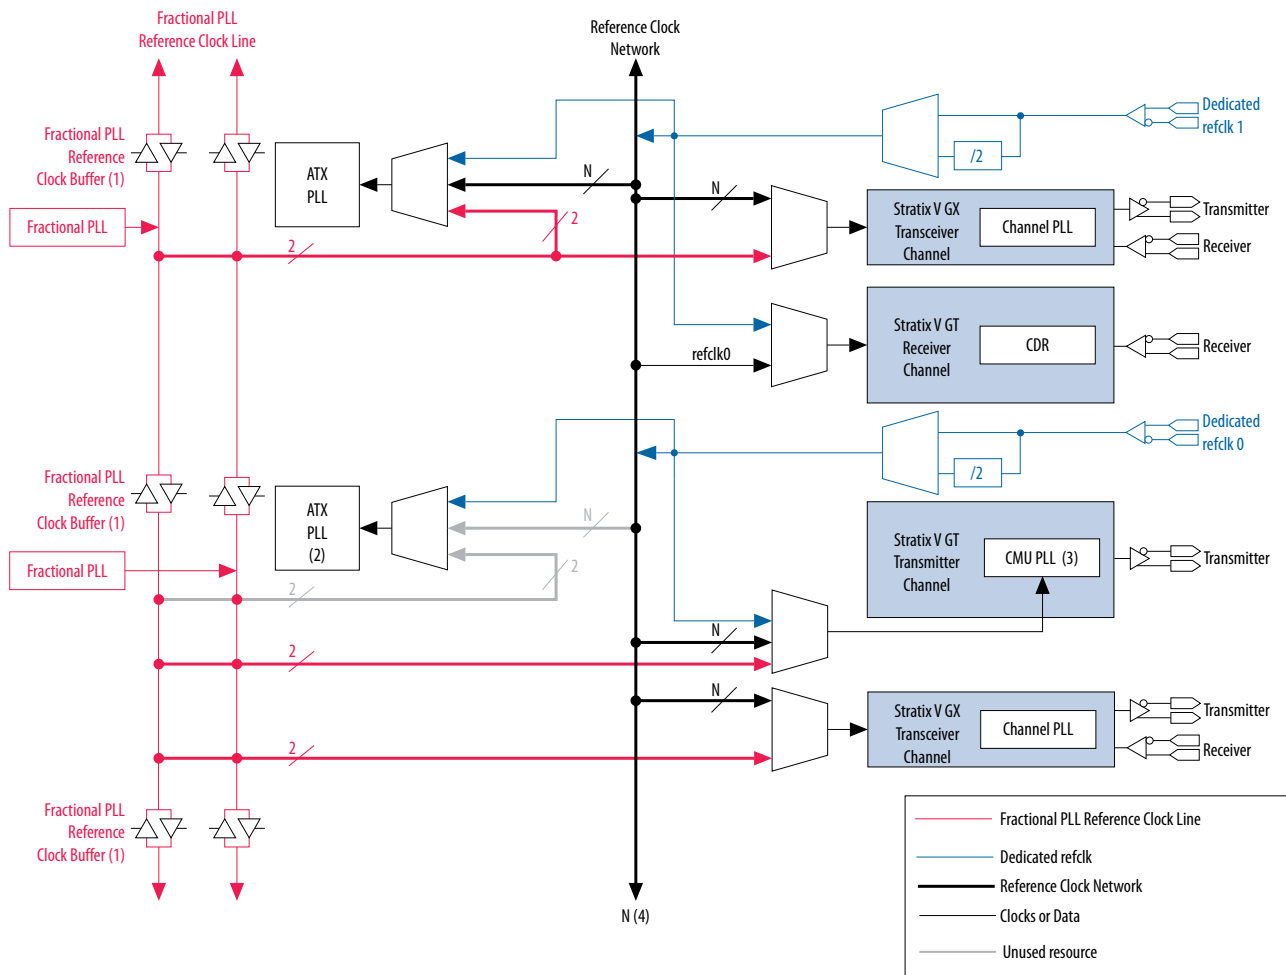 Fractional PLL
Reference Clock Line
Reference Clock
Network
Fractional PLL
Reference
Clock Buffer (1)
ATX
PLL
N
N
2
2
/2
Dedicated
refclk 1
Fractional PLL
Stratix V GX
Transceiver
Channel
Channel PLL
Transmitter
Receiver
refclk0
Stratix V GT
Receiver
Channel
CDR
Receiver
Dedicated
refclk 0
/2
Fractional PLL
Reference
Clock Buffer (1)
ATX
PLL
(2)
N
2
2
Fractional PLL
Stratix V GT
Transmitter
Channel
CMU PLL (3)
Transmitter
N
2
N
2
Stratix V GX
Transceiver
Channel
Channel PLL
Transmitter
Receiver
Fractional PLL
Reference
Clock Buffer (1)
N (4)
Fractional PLL Reference Clock Line
Dedicated refclk
Reference Clock Network
Clocks or Data
Unused resource